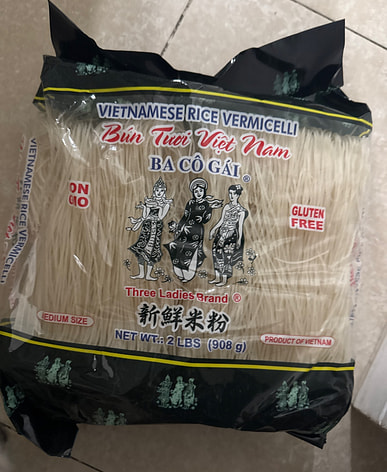 VIETNAMESE RICE VERMICELLI
Bún Tươi Việt Nam
BA CÔ GÁI ®
VIETNAMESE RICE VERMICELLI
ON
MO
GLUTEN
FREE
Three Ladies Brand ®
新鮮米粉
EDIUM SIZE
NET WT.: 2 LBS (908 g)
PRODUCT OF VIETNAM